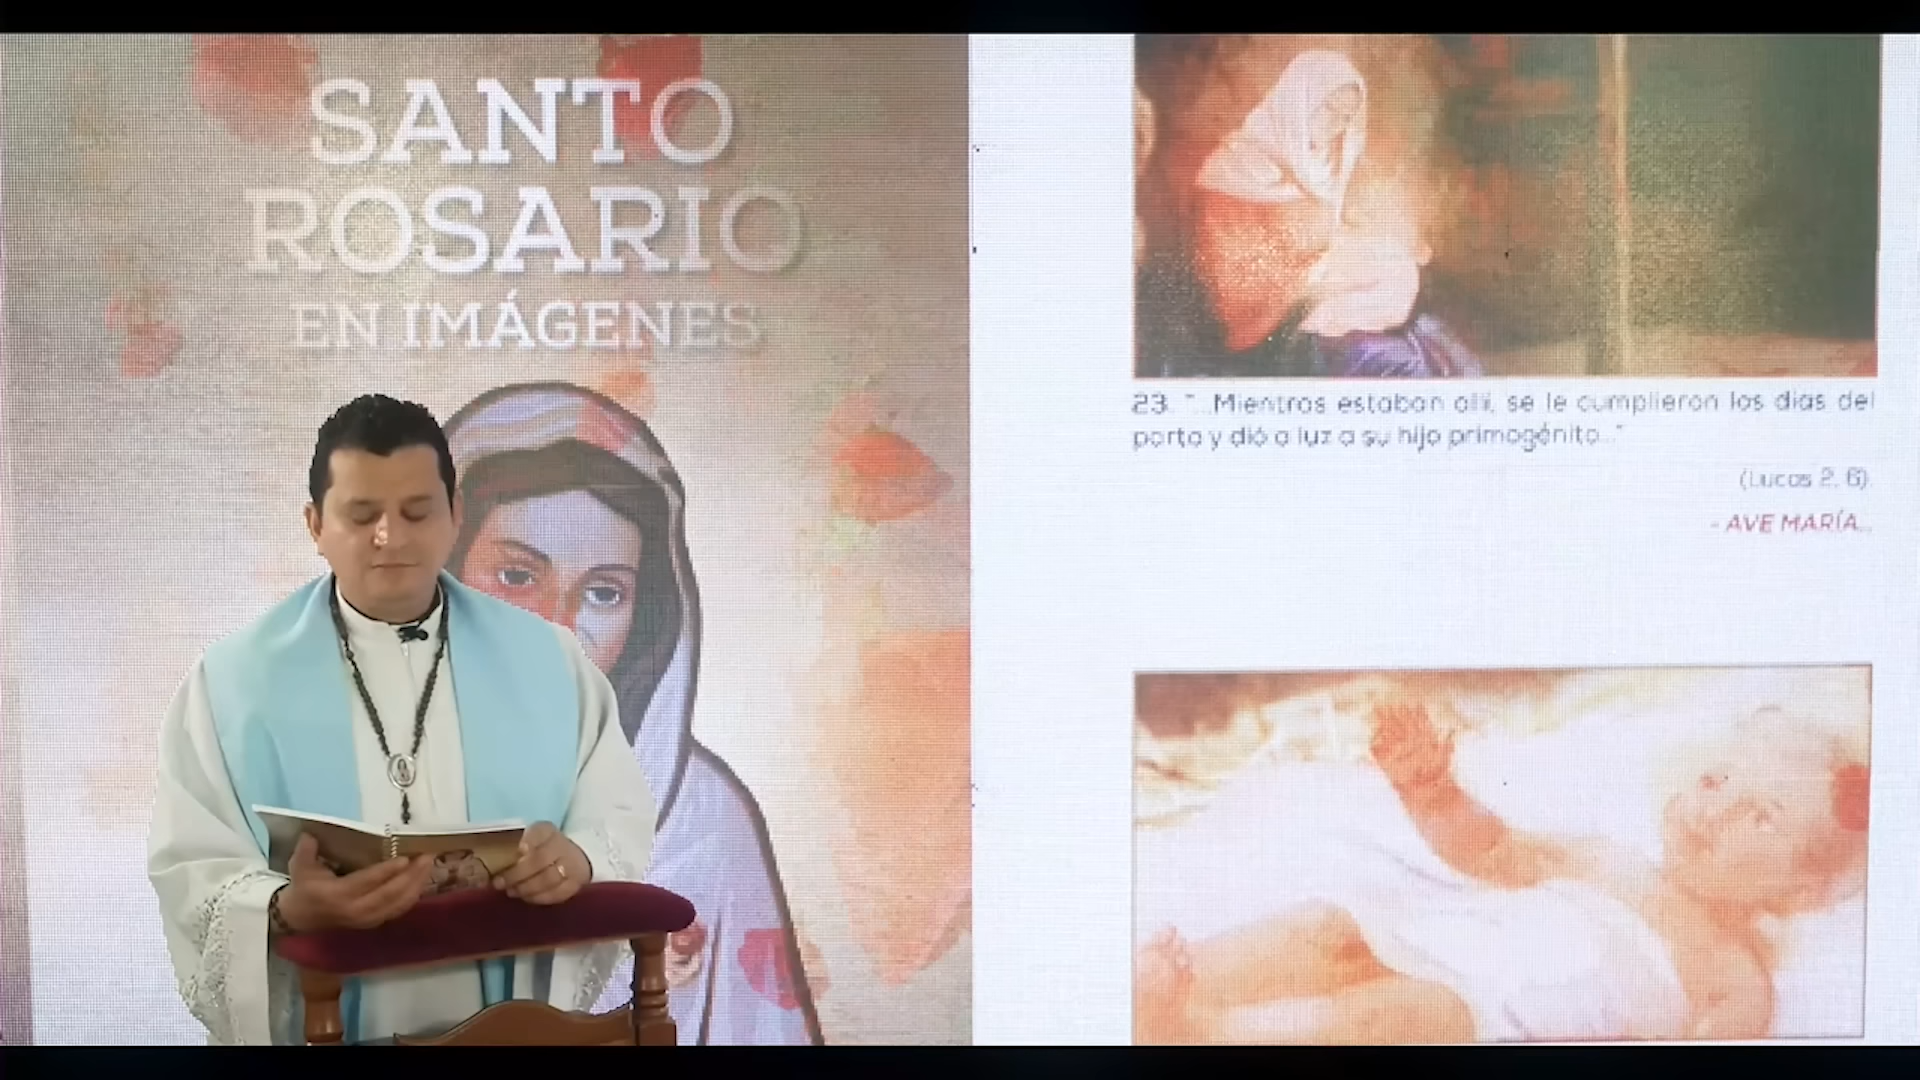 SANTO
ROSARIO
EN IMÁGENES
23. "...Mientras estaban allí, se le cumplieron los días del
parto y dió a luz a su hijo primogénito..."
(Lucas 2, 6).
- AVE MARÍA...